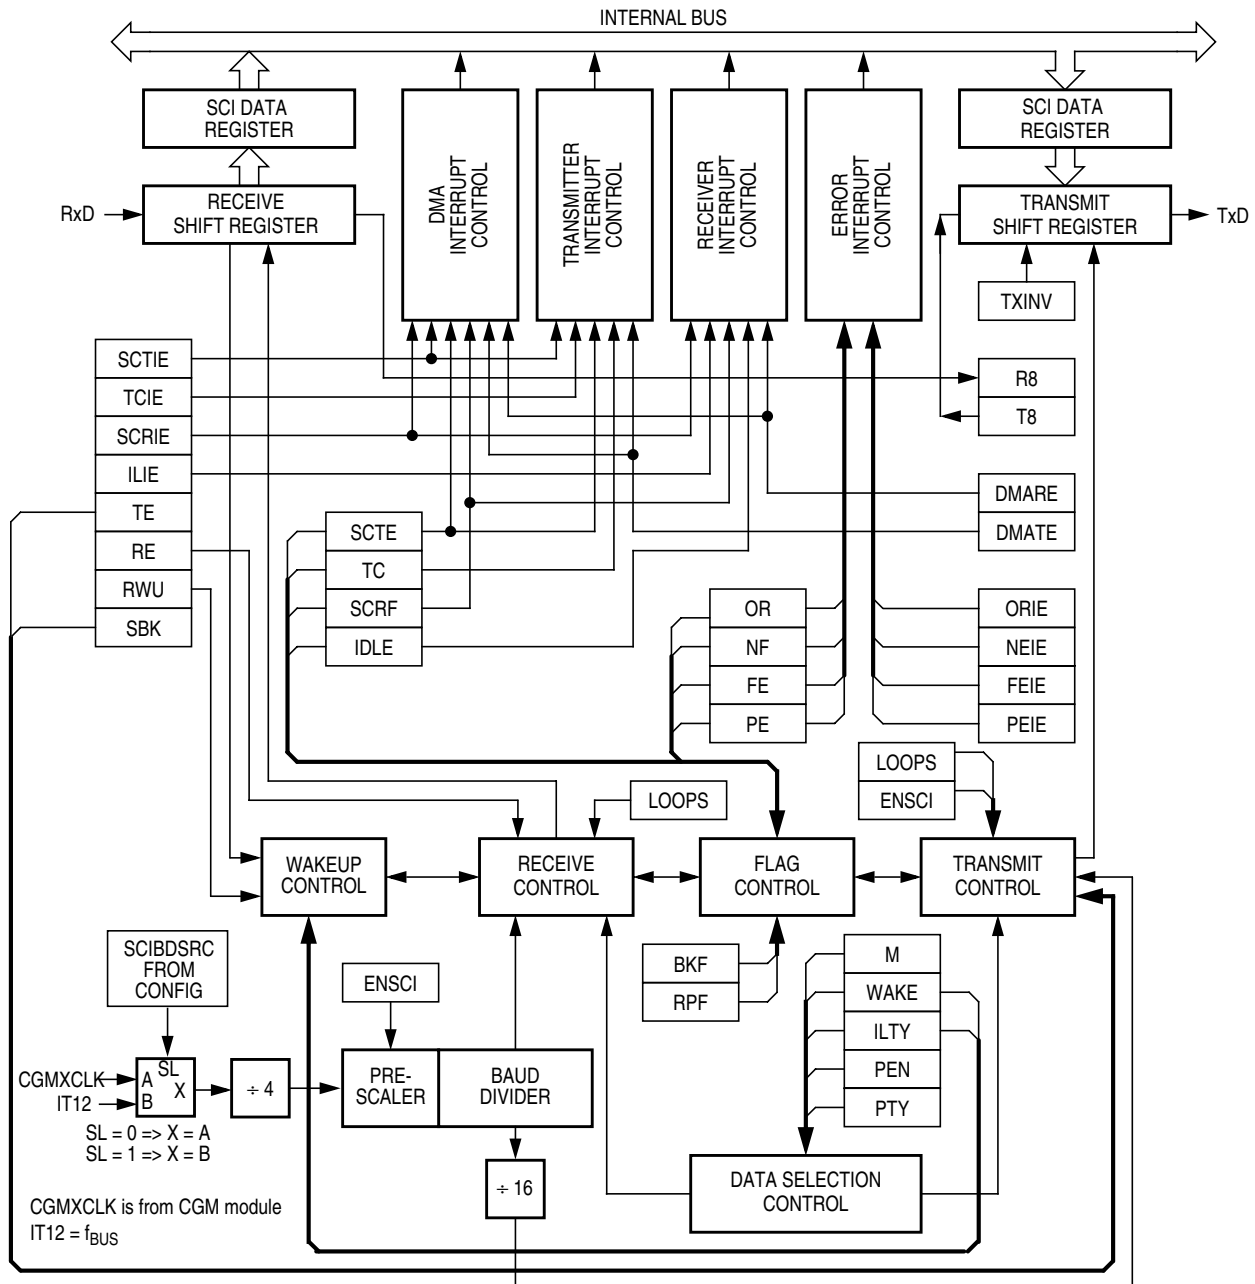 INTERNAL BUS
SCI DATA
REGISTER
DMA
INTERRUPT
CONTROL
TRANSMITTER
INTERRUPT
CONTROL
RECEIVER
INTERRUPT
CONTROL
ERROR
INTERRUPT
CONTROL
SCI DATA
REGISTER
RxD
RECEIVE
SHIFT REGISTER
TRANSMIT
SHIFT REGISTER
TxD
TXINV
SCTIE
TCIE
SCRIE
ILIE
TE
RE
RWU
SBK
R8
T8
DMARE
DMATE
SCTE
TC
SCRF
IDLE
OR
NF
FE
PE
ORIE
NEIE
FEIE
PEIE
LOOPS
ENSCI
LOOPS
WAKEUP
CONTROL
RECEIVE
CONTROL
FLAG
CONTROL
TRANSMIT
CONTROL
SCIBDSRC
FROM
CONFIG
ENSCI
BKF
RPF
M
WAKE
ILTY
PEN
PTY
CGMXCLK
IT12
A
B
SL
X
÷ 4
PRE-
SCALER
BAUD
DIVIDER
SL = 0 => X = A
SL = 1 => X = B
÷ 16
DATA SELECTION
CONTROL
CGMXCLK is from CGM module
IT12 = fBUS